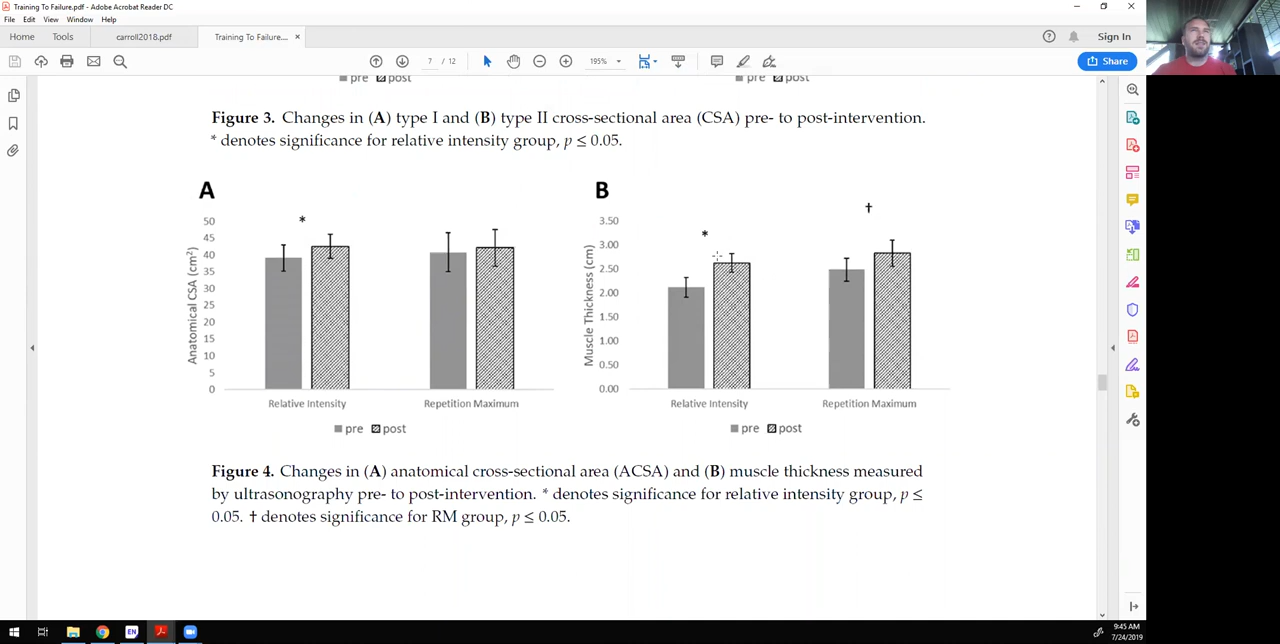 Training To Failure.pdf - Adobe Acrobat Reader DC
File Edit View Window Help
Home Tools carroll2018.pdf Training To Failure... × Sign In
7 / 12 195% Share
pre post pre post
Figure 3. Changes in (A) type I and (B) type II cross-sectional area (CSA) pre- to post-intervention.
* denotes significance for relative intensity group, p ≤ 0.05.
A
*
Anatomical CSA (cm²)
50
45
40
35
30
25
20
15
10
5
0
Relative Intensity Repetition Maximum
pre post
B
*
†
Muscle Thickness (cm)
3.50
3.00
2.50
2.00
1.50
1.00
0.50
0.00
Relative Intensity Repetition Maximum
pre post
Figure 4. Changes in (A) anatomical cross-sectional area (ACSA) and (B) muscle thickness measured
by ultrasonography pre- to post-intervention. * denotes significance for relative intensity group, p ≤
0.05. † denotes significance for RM group, p ≤ 0.05.
EN
9:45 AM
7/24/2019